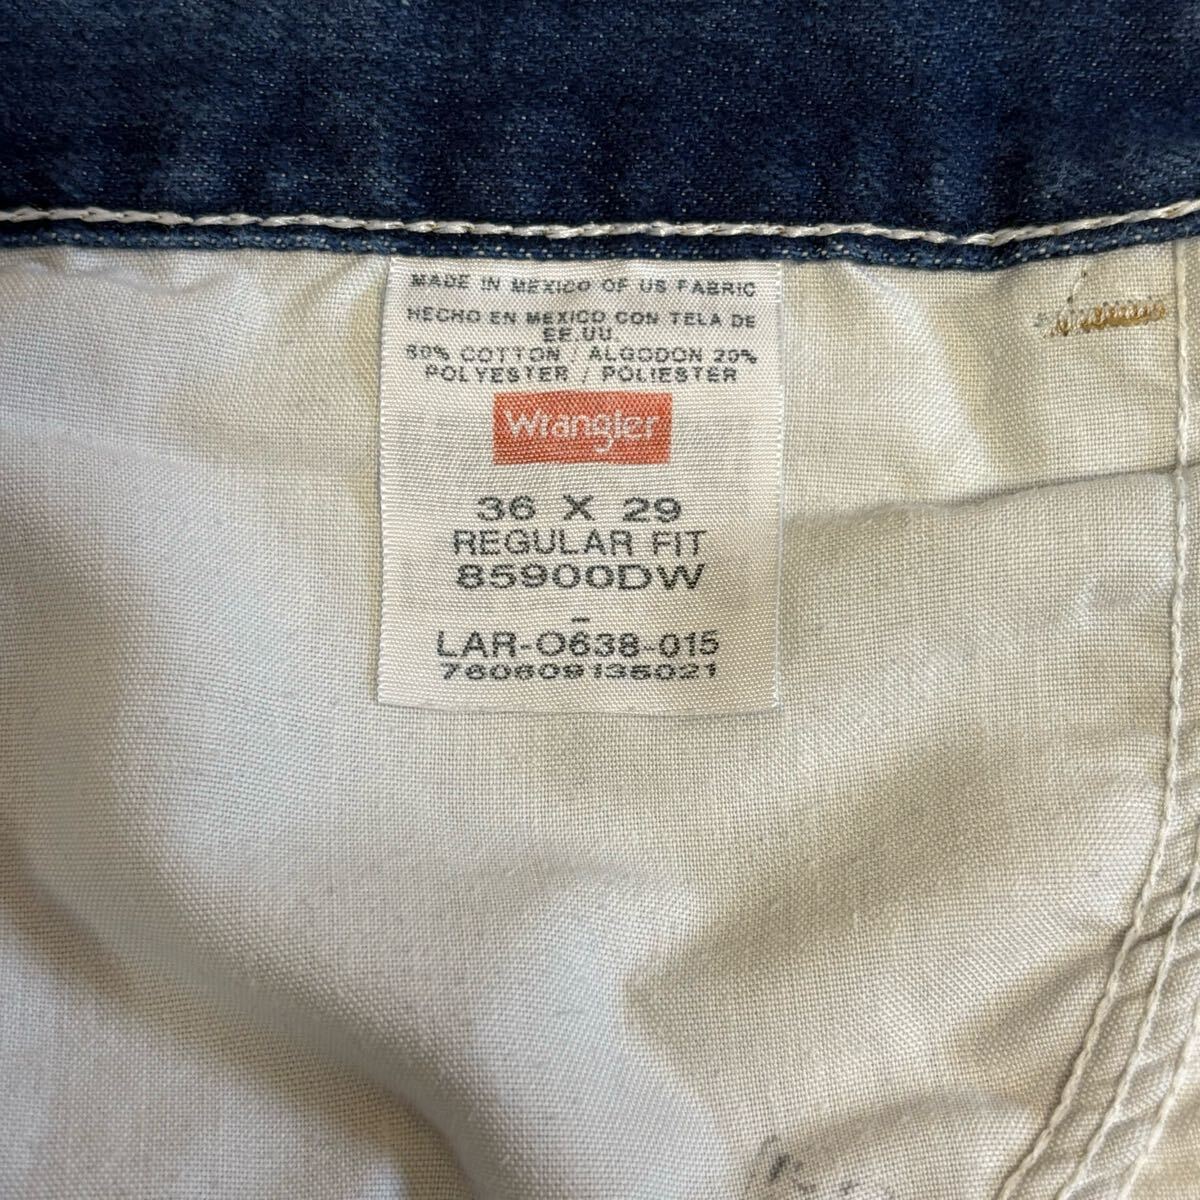 MADE IN MEXICO OF US FABRIC
HECHO EN MEXICO CON TELA DE
EE.UU.
80% COTTON / ALGODON 20%
POLYESTER / POLIESTER
Wrangler
36 X 29
REGULAR FIT
85900DW
-
LAR-O638-015
760609135021